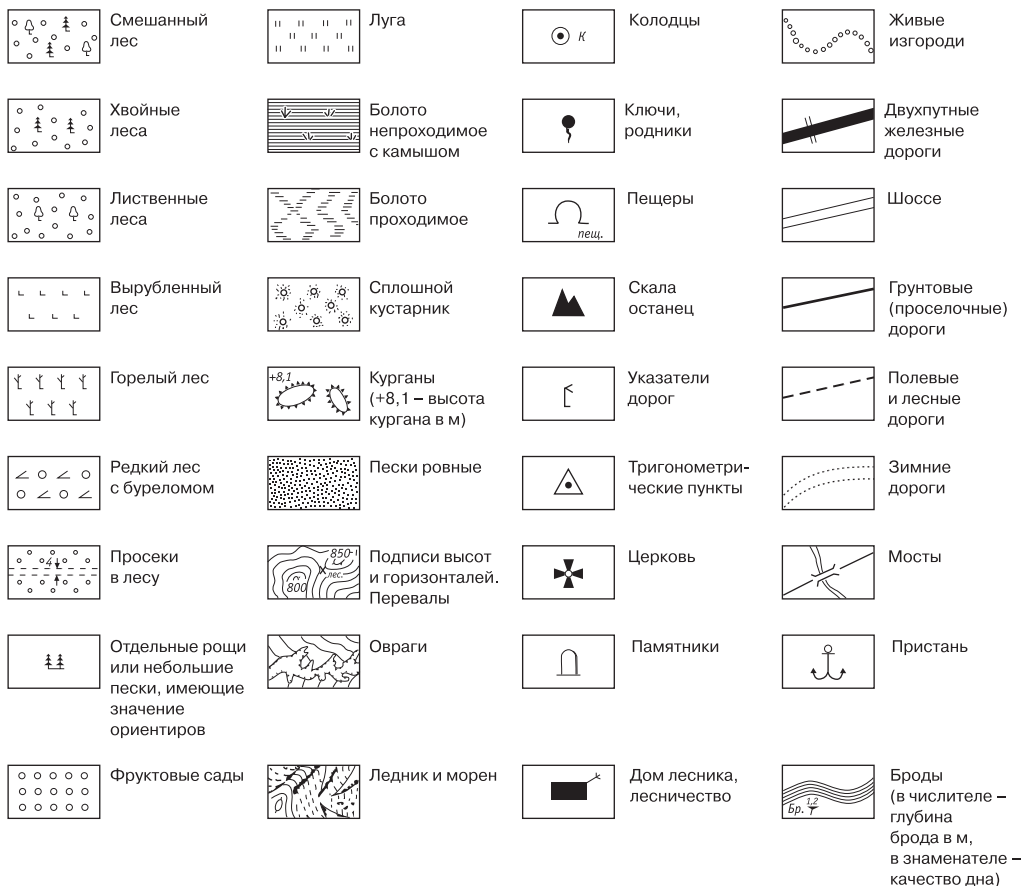 Смешанный
лес
Луга
К
Колодцы
Живые
изгороди
Хвойные
леса
Болото
непроходимое
с камышом
Ключи,
родники
Двухпутные
железные
дороги
Лиственные
леса
Болото
проходимое
пещ.
Пещеры
Шоссе
Вырубленный
лес
Сплошной
кустарник
Скала
останец
Грунтовые
(проселочные)
дороги
Горелый лес
+8,1
Курганы
(+8,1 – высота
кургана в м)
Указатели
дорог
Полевые
и лесные
дороги
Редкий лес
с буреломом
Пески ровные
Тригонометри-
ческие пункты
Зимние
дороги
4
Просеки
в лесу
850
лес.
800
Подписи высот
и горизонталей.
Перевалы
Церковь
Мосты
Отдельные рощи
или небольшие
пески, имеющие
значение
ориентиров
Овраги
Памятники
Пристань
Фруктовые сады
Ледник и морен
Дом лесника,
лесничество
Бр. 1,2
Т
Броды
(в числителе –
глубина
брода в м,
в знаменателе –
качество дна)